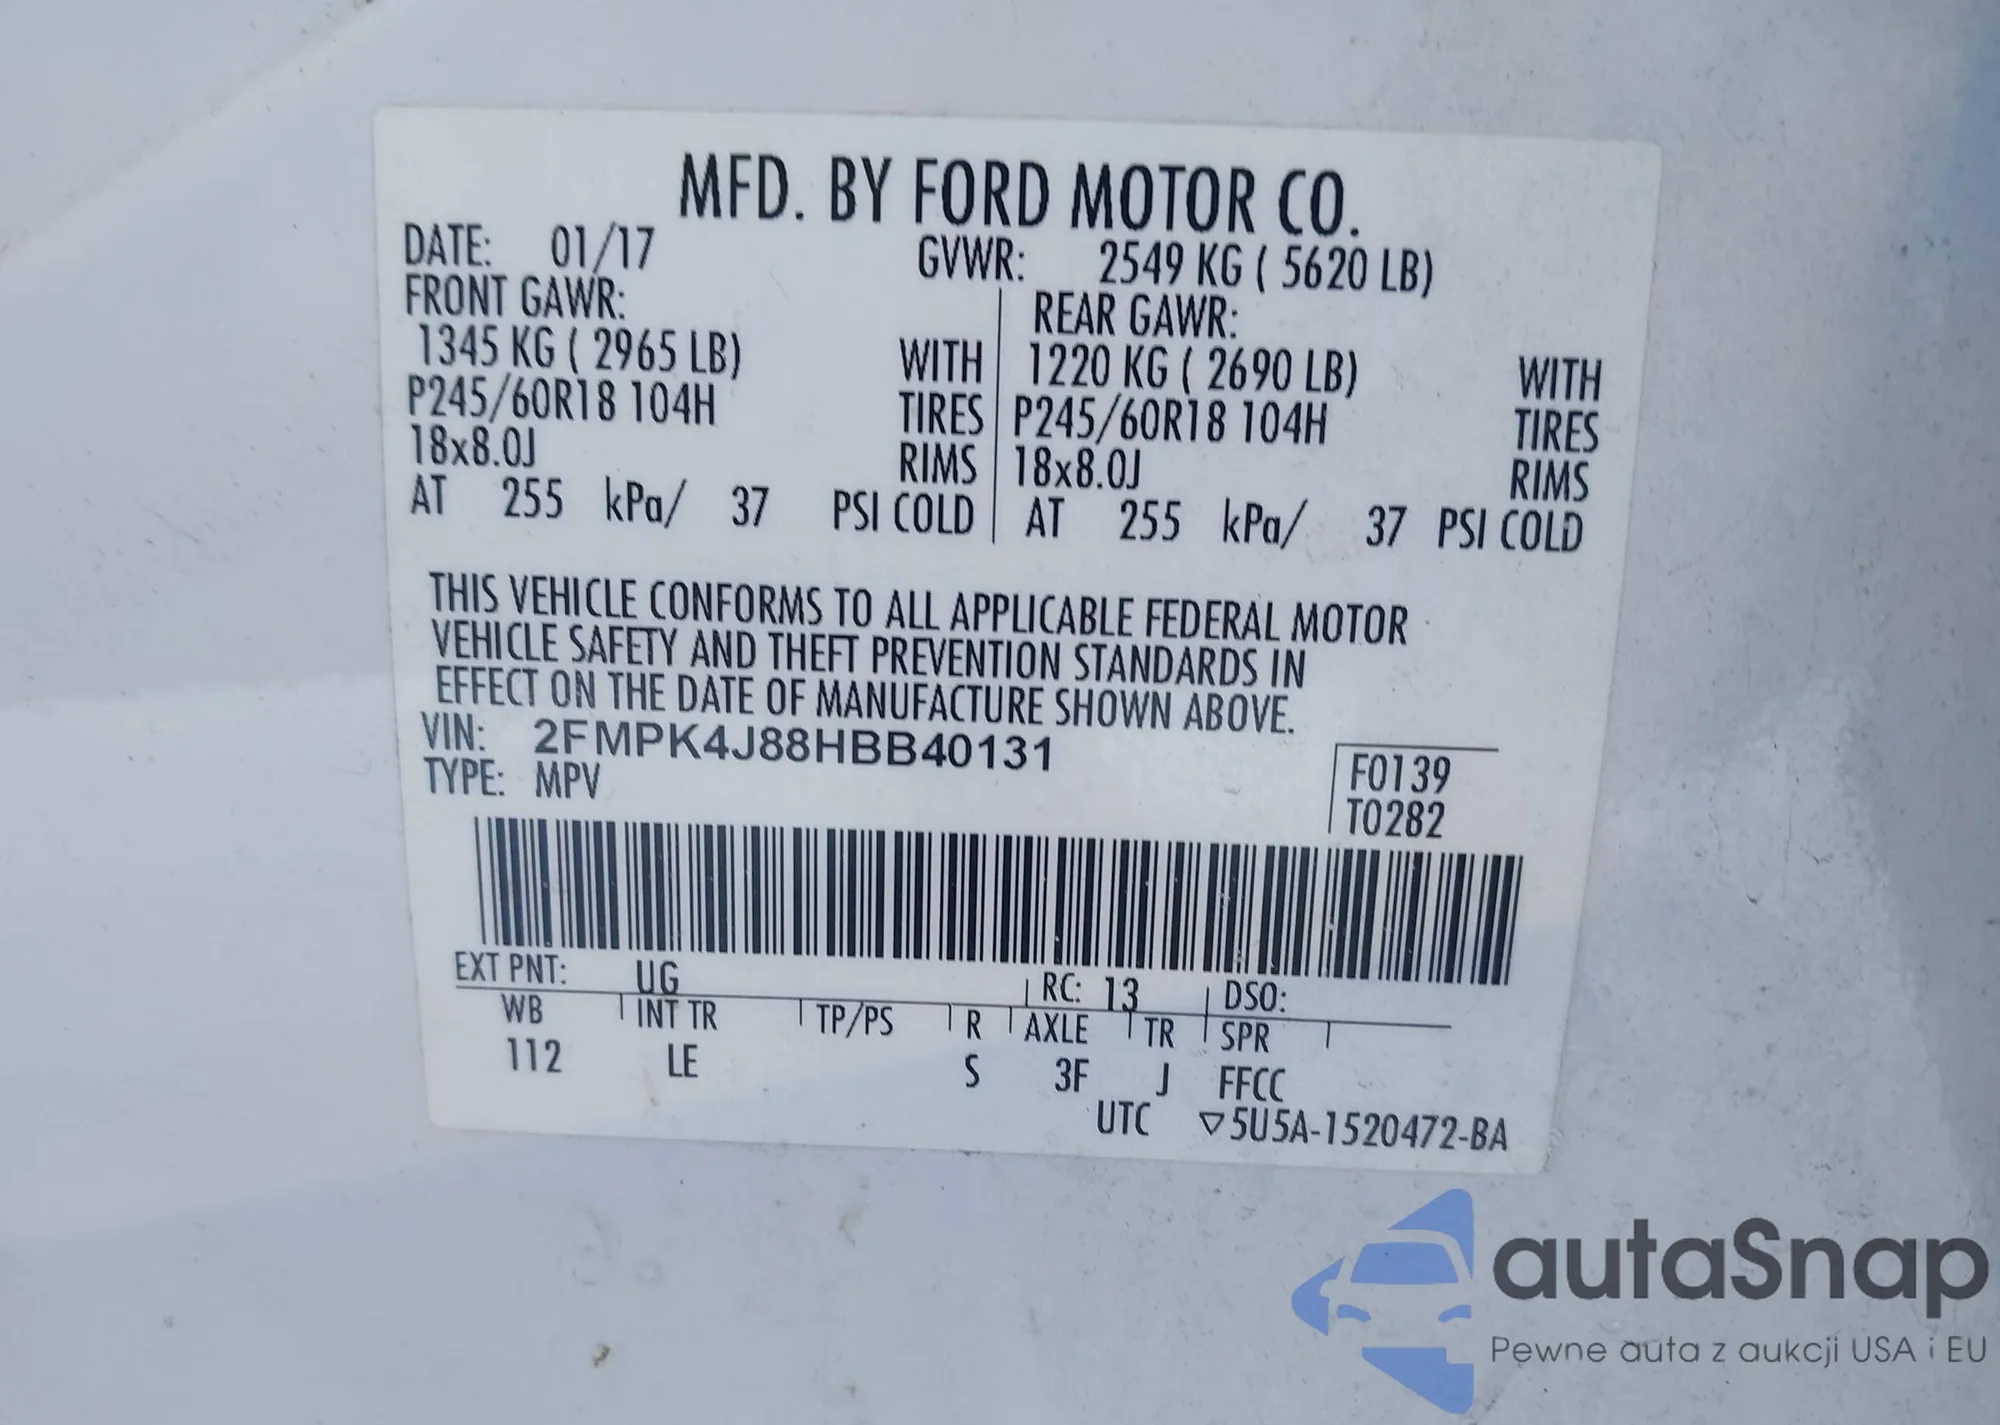 MFD. BY FORD MOTOR CO.
DATE: 01/17 GVWR: 2549 KG ( 5620 LB)
FRONT GAWR: REAR GAWR:
1345 KG ( 2965 LB) WITH 1220 KG ( 2690 LB) WITH
P245/60R18 104H TIRES P245/60R18 104H TIRES
18x8.0J RIMS 18x8.0J RIMS
AT 255 kPa/ 37 PSI COLD AT 255 kPa/ 37 PSI COLD
THIS VEHICLE CONFORMS TO ALL APPLICABLE FEDERAL MOTOR
VEHICLE SAFETY AND THEFT PREVENTION STANDARDS IN
EFFECT ON THE DATE OF MANUFACTURE SHOWN ABOVE.
VIN: 2FMPK4J88HBB40131
TYPE: MPV
F0139
T0282
EXT PNT: UG RC: 13 DSO:
WB INT TR TP/PS R AXLE TR SPR
112 LE S 3F J FFCC
UTC ▽5U5A-1520472-BA
autaSnap
Pewne auta z aukcji USA i EU